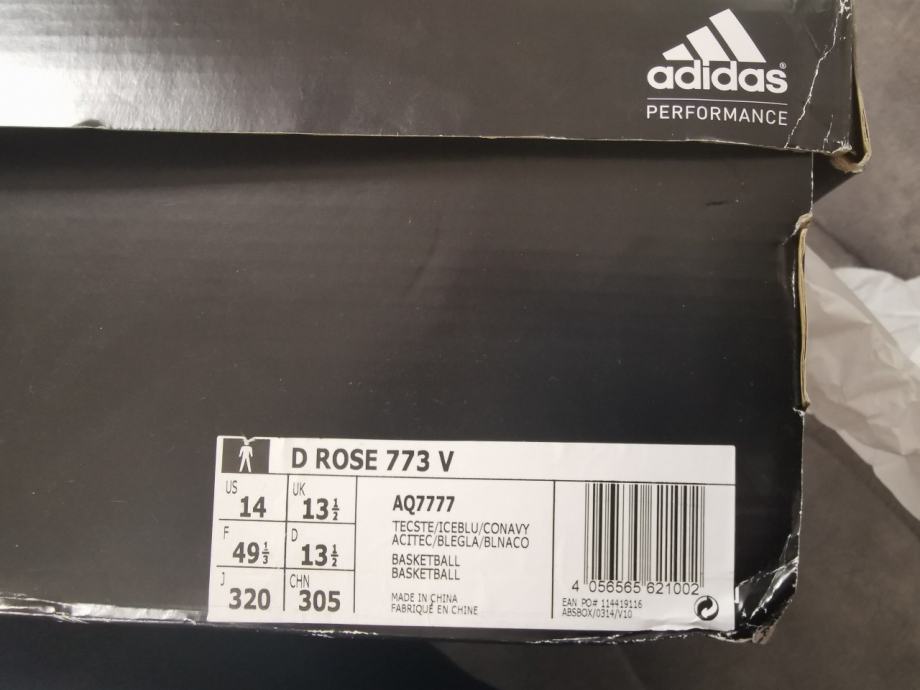 adidas®
PERFORMANCE
D ROSE 773 V
US 14
UK 13½
F 49⅓
D 13½
J 320
CHN 305
AQ7777
TECSTE/ICEBLU/CONAVY
ACITEC/BLEGLA/BLNACO
BASKETBALL
BASKETBALL
MADE IN CHINA
FABRIQUÉ EN CHINE
4 056565 621002
EAN PO# 114419116
ABSBOX/0314/V10